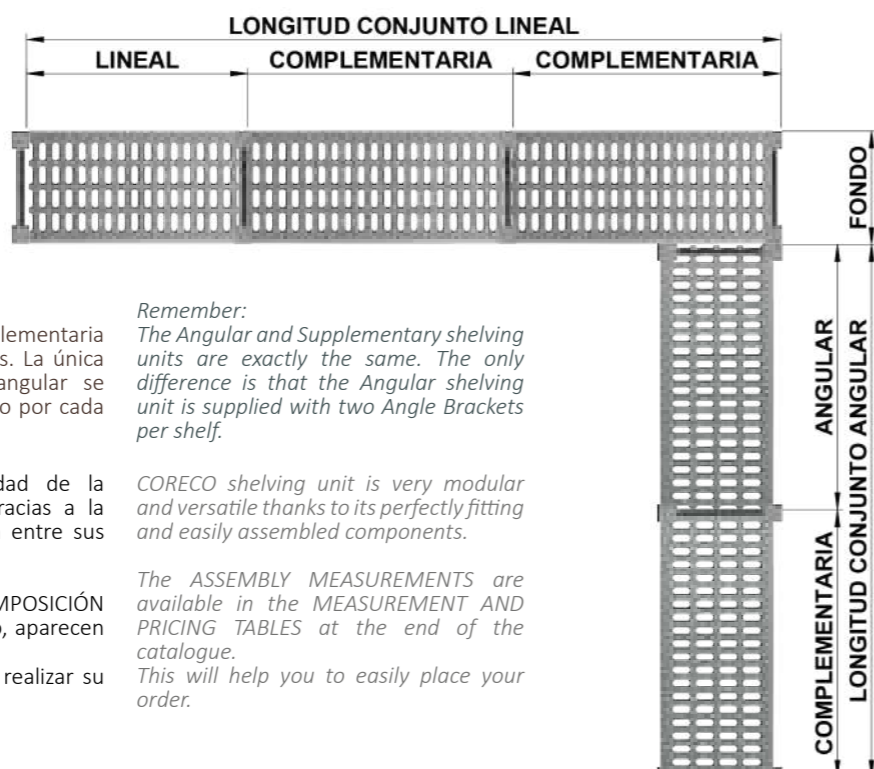 LONGITUD CONJUNTO LINEAL
LINEAL
COMPLEMENTARIA
COMPLEMENTARIA
FONDO
ANGULAR
LONGITUD CONJUNTO ANGULAR
COMPLEMENTARIA
lementaria
s. La única
angular se
o por cada
dad de la
racias a la
entre sus
MPOSICIÓN
o, aparecen
realizar su
Remember:
The Angular and Supplementary shelving
units are exactly the same. The only
difference is that the Angular shelving
unit is supplied with two Angle Brackets
per shelf.
CORECO shelving unit is very modular
and versatile thanks to its perfectly fitting
and easily assembled components.
The ASSEMBLY MEASUREMENTS are
available in the MEASUREMENT AND
PRICING TABLES at the end of the
catalogue.
This will help you to easily place your
order.